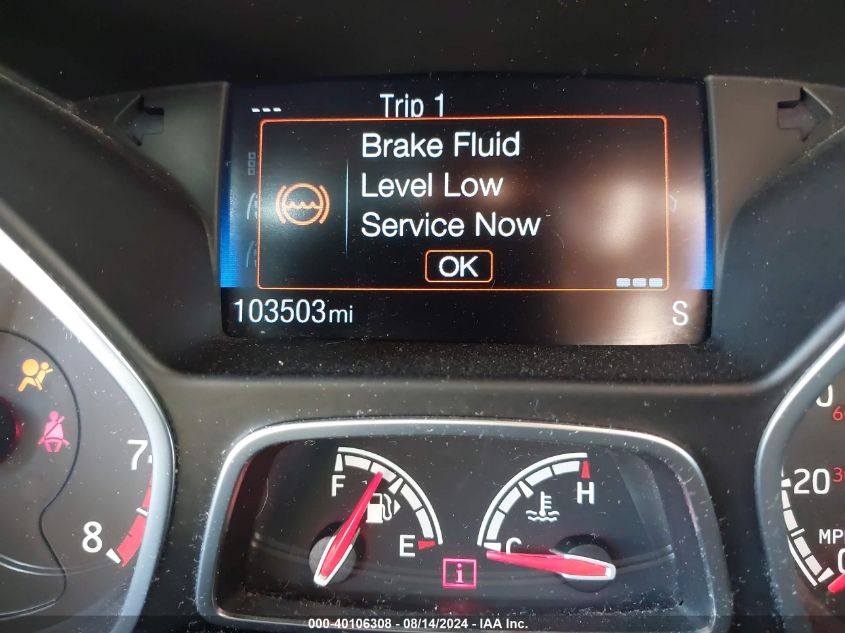 Trip 1
Brake Fluid
Level Low
Service Now
OK
103503mi
S
7
8
F
E
C
H
i
20
0
000-40106308 - 08/14/2024 - IAA Inc.